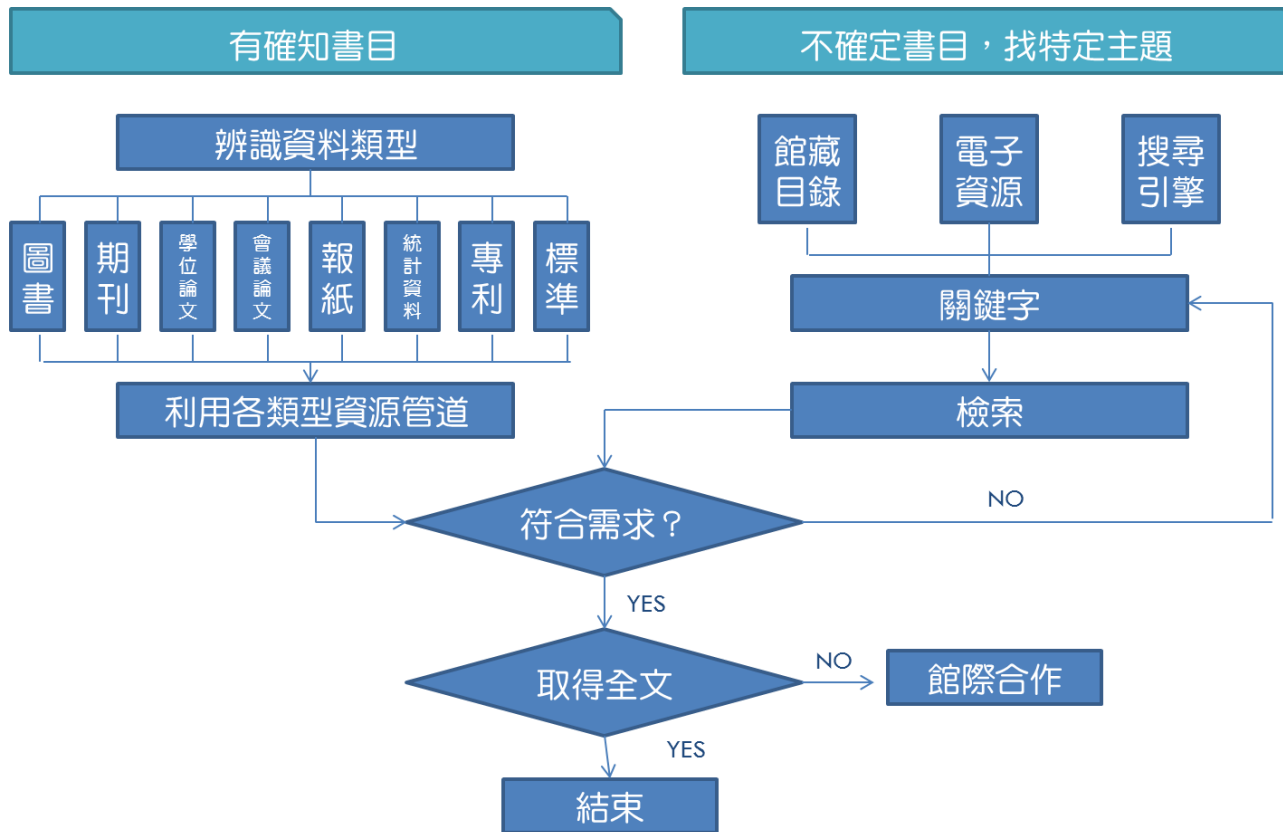 有確知書目
不確定書目，找特定主題
辨識資料類型
圖書
期刊
學位論文
會議論文
報紙
統計資料
專利
標準
利用各類型資源管道
館藏
目錄
電子
資源
搜尋
引擎
關鍵字
檢索
符合需求？
NO
YES
取得全文
NO
館際合作
YES
結束